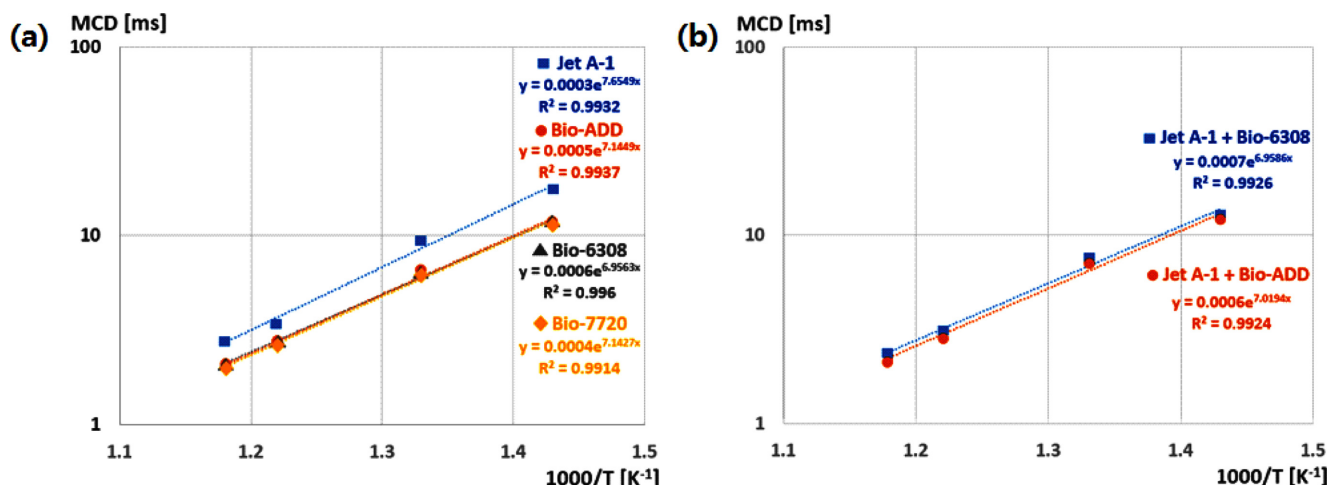 (a)
MCD [ms]
100
10
1
Jet A-1
y = 0.0003e^7.6549x
R² = 0.9932
Bio-ADD
y = 0.0005e^7.1449x
R² = 0.9937
Bio-6308
y = 0.0006e^6.9563x
R² = 0.996
Bio-7720
y = 0.0004e^7.1427x
R² = 0.9914
1.1 1.2 1.3 1.4 1.5
1000/T [K⁻¹]
(b)
MCD [ms]
100
10
1
Jet A-1 + Bio-6308
y = 0.0007e^6.9586x
R² = 0.9926
Jet A-1 + Bio-ADD
y = 0.0006e^7.0194x
R² = 0.9924
1.1 1.2 1.3 1.4 1.5
1000/T [K⁻¹]